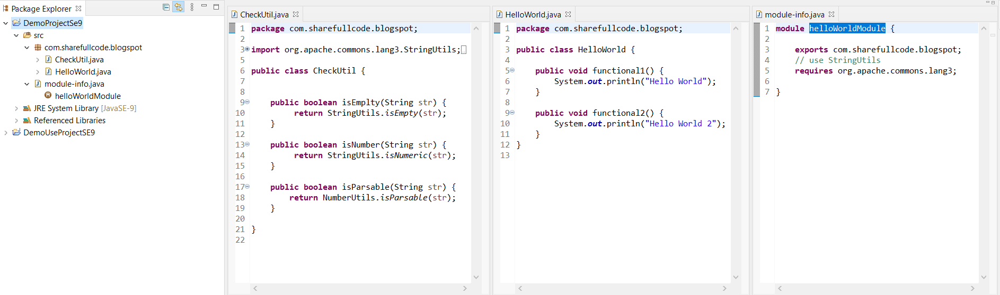 Package Explorer
DemoProjectSe9
src
com.sharefullcode.blogspot
CheckUtil.java
HelloWorld.java
module-info.java
helloWorldModule
JRE System Library [JavaSE-9]
Referenced Libraries
DemoUseProjectSE9
CheckUtil.java
1 package com.sharefullcode.blogspot;
2
3 import org.apache.commons.lang3.StringUtils;
5
6 public class CheckUtil {
7
8
9 public boolean isEmplty(String str) {
10 return StringUtils.isEmpty(str);
11 }
12
13 public boolean isNumber(String str) {
14 return StringUtils.isNumeric(str);
15 }
16
17 public boolean isParsable(String str) {
18 return NumberUtils.isParsable(str);
19 }
20
21 }
22
HelloWorld.java
1 package com.sharefullcode.blogspot;
2
3 public class HelloWorld {
4
5 public void functional1() {
6 System.out.println("Hello World");
7 }
8
9 public void functional2() {
10 System.out.println("Hello World 2");
11 }
12 }
13
module-info.java
1 module helloWorldModule {
2
3 exports com.sharefullcode.blogspot;
4 // use StringUtils
5 requires org.apache.commons.lang3;
6
7 }